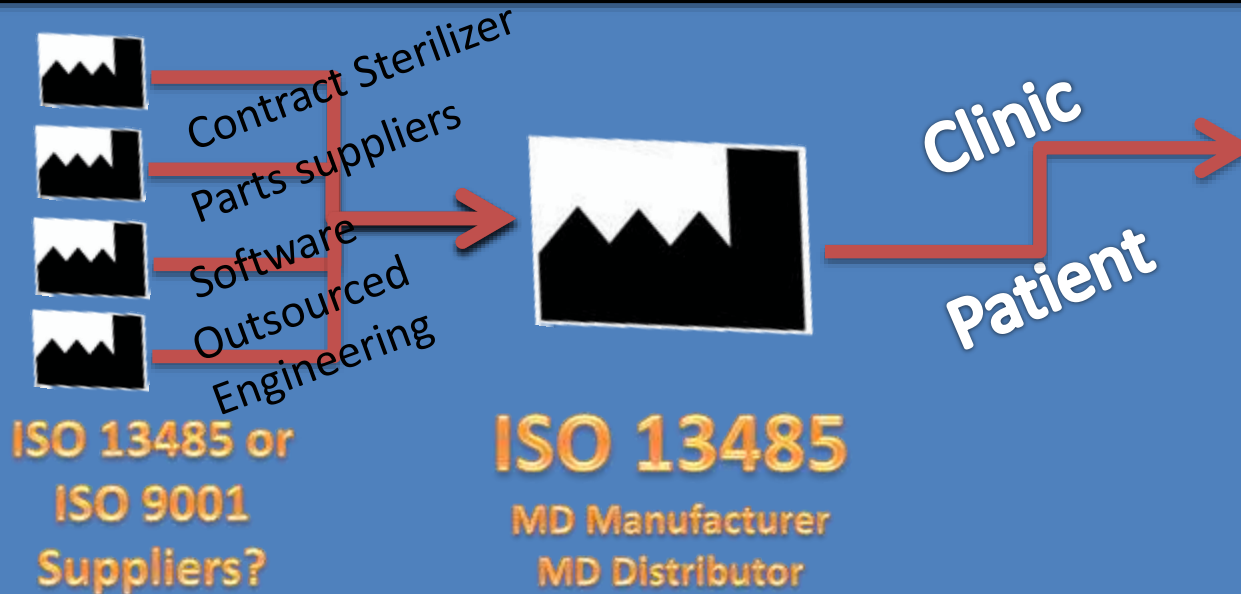 Contract Sterilizer
Parts suppliers
Software
Outsourced
Engineering
Clinic
Patient
ISO 13485 or
ISO 9001
Suppliers?
ISO 13485
MD Manufacturer
MD Distributor